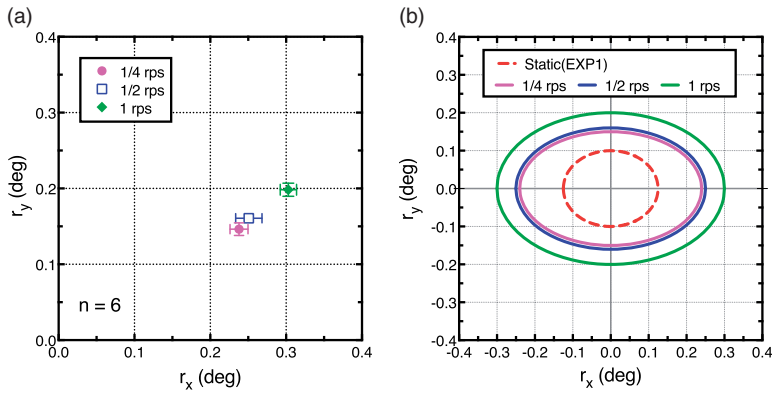 (a)
0.4
0.3
0.2
0.1
0.0
0.0 0.1 0.2 0.3 0.4
r_y (deg)
r_x (deg)
1/4 rps
1/2 rps
1 rps
n = 6
(b)
0.4
0.3
0.2
0.1
0.0
-0.1
-0.2
-0.3
-0.4
-0.4 -0.3 -0.2 -0.1 0.0 0.1 0.2 0.3 0.4
r_y (deg)
r_x (deg)
Static(EXP1)
1/4 rps 1/2 rps 1 rps